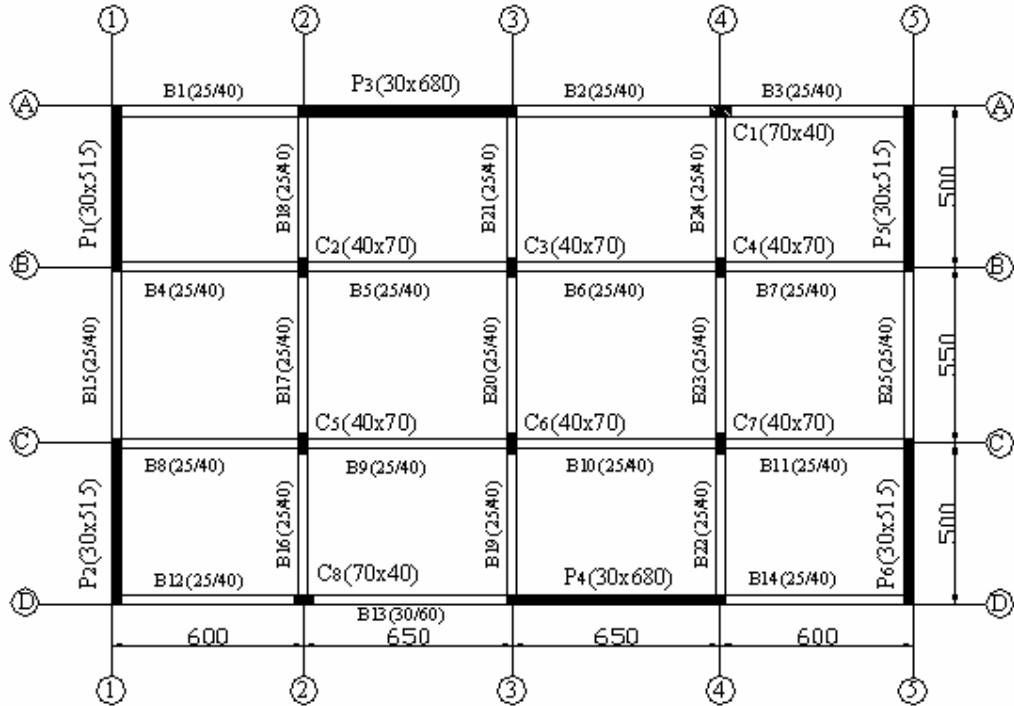 1 2 3 4 5
P3(30x680)
B1(25/40) B2(25/40) B3(25/40)
A A
C1(70x40)
P1(30x515) B18(25/40) B21(25/40) B24(25/40) P5(30x515) 500
C2(40x70) C3(40x70) C4(40x70)
B B
B4(25/40) B5(25/40) B6(25/40) B7(25/40)
B15(25/40) B17(25/40) B20(25/40) B23(25/40) B25(25/40) 550
C5(40x70) C6(40x70) C7(40x70)
C C
B8(25/40) B9(25/40) B10(25/40) B11(25/40)
P2(30x515) B16(25/40) B19(25/40) B22(25/40) P6(30x515) 500
C8(70x40) P4(30x680)
B12(25/40) B14(25/40)
D D
B13(30/60)
600 650 650 600
1 2 3 4 5